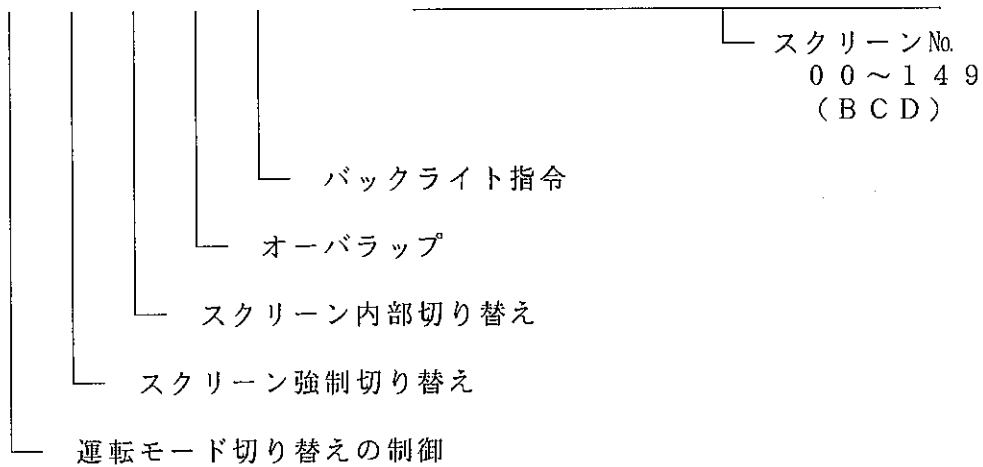 スクリーン№
00~149
(BCD)
バックライト指令
オーバラップ
スクリーン内部切り替え
スクリーン強制切り替え
運転モード切り替えの制御